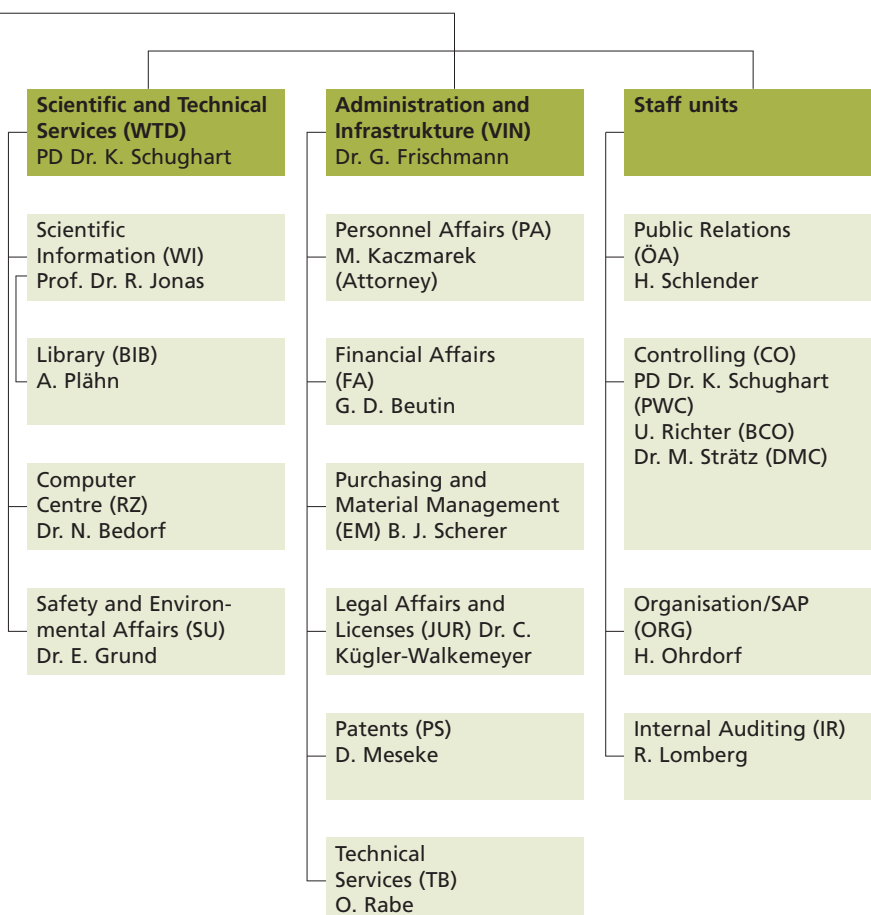 Scientific and Technical
Services (WTD)
PD Dr. K. Schughart
Scientific
Information (WI)
Prof. Dr. R. Jonas
Library (BIB)
A. Plähn
Computer
Centre (RZ)
Dr. N. Bedorf
Safety and Environ-
mental Affairs (SU)
Dr. E. Grund
Administration and
Infrastrukture (VIN)
Dr. G. Frischmann
Personnel Affairs (PA)
M. Kaczmarek
(Attorney)
Financial Affairs
(FA)
G. D. Beutin
Purchasing and
Material Management
(EM) B. J. Scherer
Legal Affairs and
Licenses (JUR) Dr. C.
Kügler-Walkemeyer
Patents (PS)
D. Meseke
Technical
Services (TB)
O. Rabe
Staff units
Public Relations
(ÖA)
H. Schlender
Controlling (CO)
PD Dr. K. Schughart
(PWC)
U. Richter (BCO)
Dr. M. Strätz (DMC)
Organisation/SAP
(ORG)
H. Ohrdorf
Internal Auditing (IR)
R. Lomberg